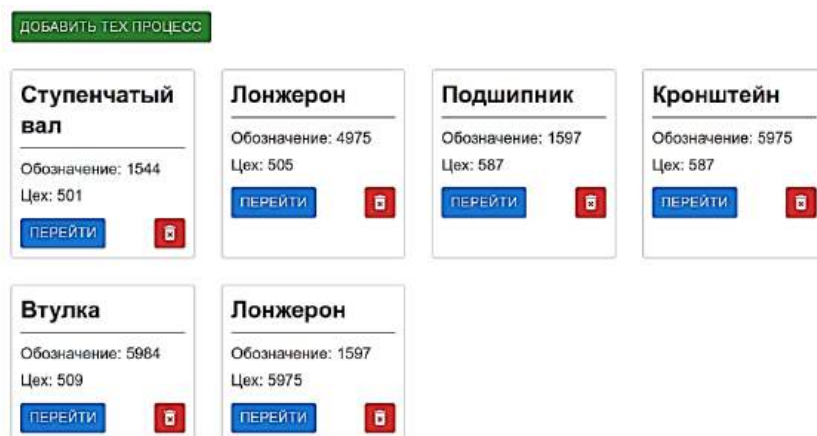 ДОБАВИТЬ ТЕХ ПРОЦЕСС
Ступенчатый
вал
Обозначение: 1544
Цех: 501
ПЕРЕЙТИ
Лонжерон
Обозначение: 4975
Цех: 505
ПЕРЕЙТИ
Подшипник
Обозначение: 1597
Цех: 587
ПЕРЕЙТИ
Кронштейн
Обозначение: 5975
Цех: 587
ПЕРЕЙТИ
Втулка
Обозначение: 5984
Цех: 509
ПЕРЕЙТИ
Лонжерон
Обозначение: 1597
Цех: 5975
ПЕРЕЙТИ